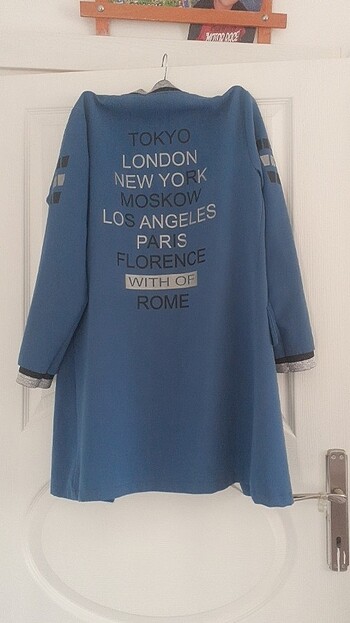 TOKYO
LONDON
NEW YORK
MOSKOW
LOS ANGELES
PARIS
FLORENCE
WITH OF
ROME